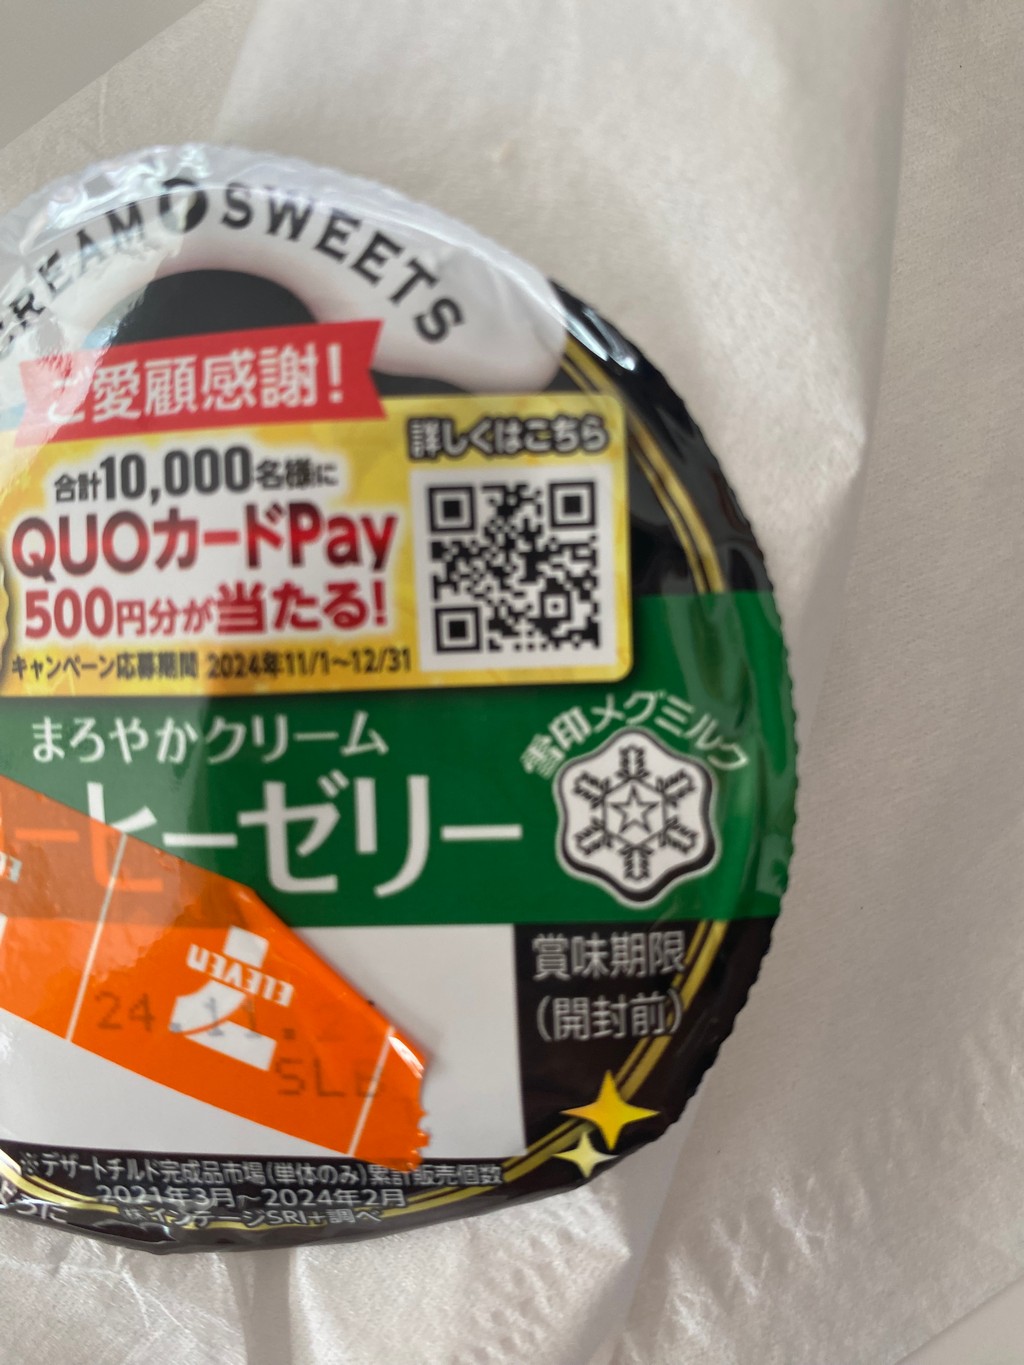 CREAM SWEETS
ご愛顧感謝!
合計10,000名様に
QUOカードPay
500円分が当たる!
キャンペーン応募期間 2024年11/1~12/31
詳しくはこちら
まろやかクリーム
ーヒーゼリー
雪印メグミルク
賞味期限
(開封前)
24.11.
SLB
ELEVEN
※デザートチルド完成品市場(単体のみ)累計販売個数
2021年3月~2024年2月
㈱インテージSRI+調べ